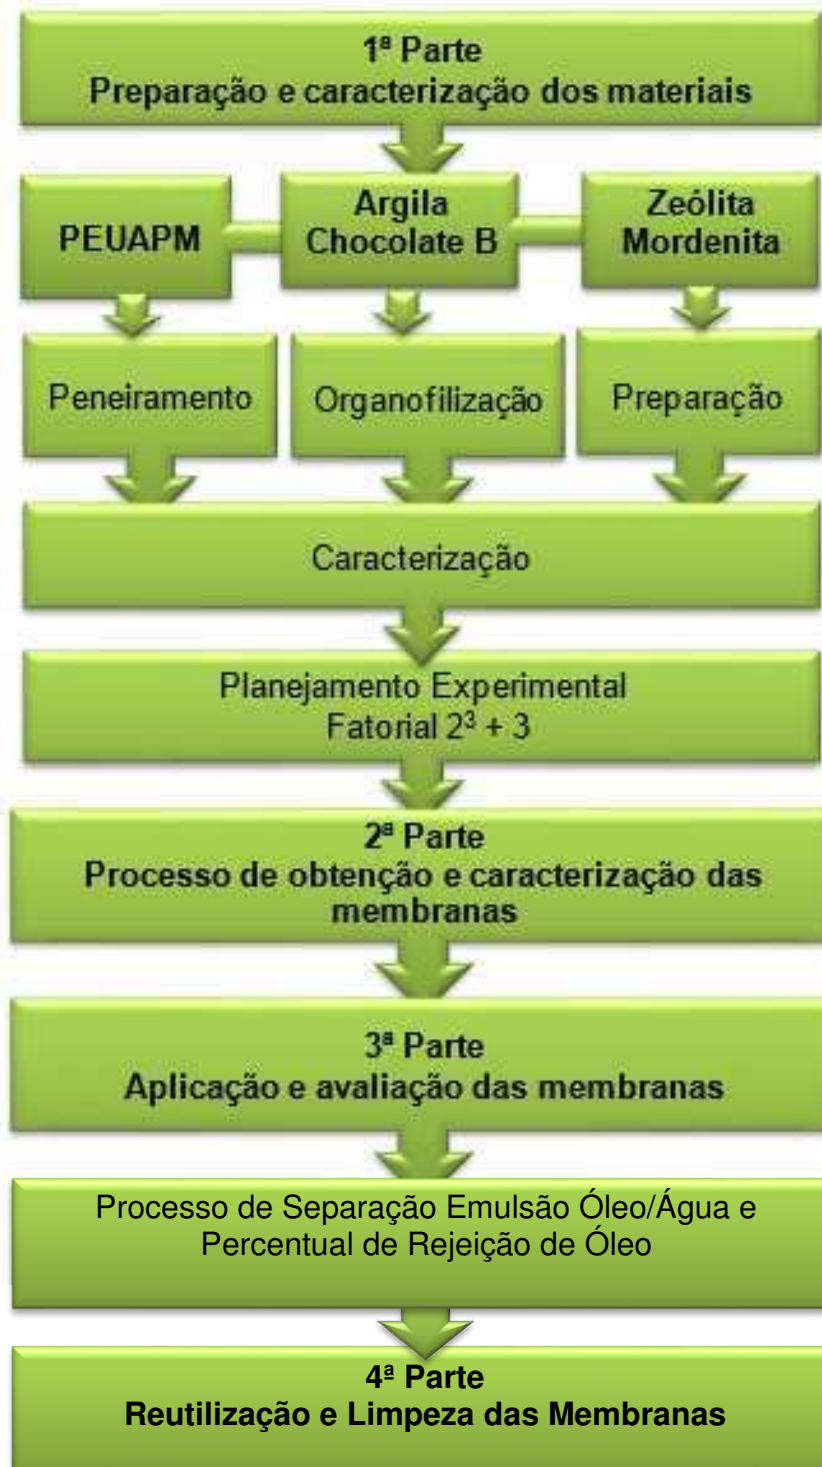 1ª Parte
Preparação e caracterização dos materiais
PEUAPM
Argila
Chocolate B
Zeólita
Mordenita
Peneiramento
Organofilização
Preparação
Caracterização
Planejamento Experimental
Fatorial 2³ + 3
2ª Parte
Processo de obtenção e caracterização das
membranas
3ª Parte
Aplicação e avaliação das membranas
Processo de Separação Emulsão Óleo/Água e
Percentual de Rejeição de Óleo
4ª Parte
Reutilização e Limpeza das Membranas